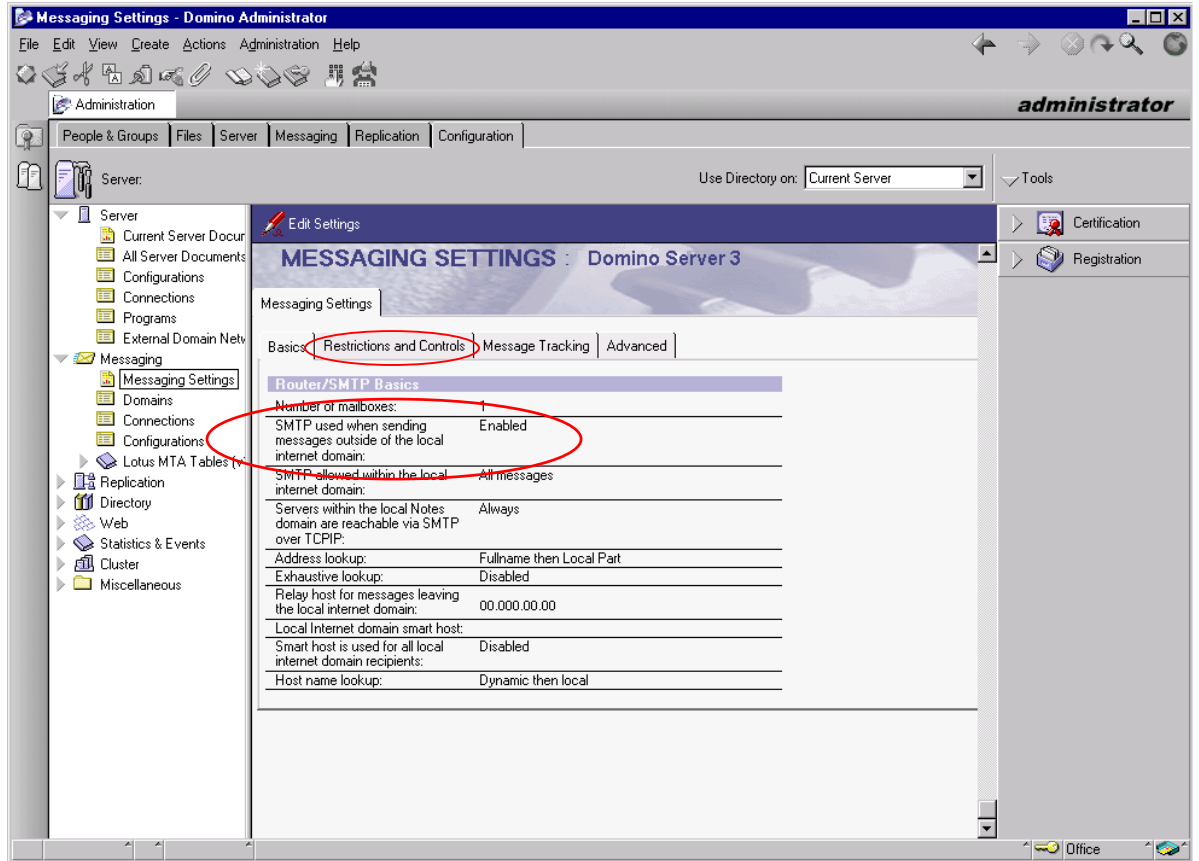 Messaging Settings - Domino Administrator
File Edit View Create Actions Administration Help
Administration
administrator
People & Groups Files Server Messaging Replication Configuration
Server:
Use Directory on: Current Server
Tools
Server
Current Server Docur
All Server Documents
Configurations
Connections
Programs
External Domain Netw
Messaging
Messaging Settings
Domains
Connections
Configurations
Lotus MTA Tables (v
Replication
Directory
Web
Statistics & Events
Cluster
Miscellaneous
Edit Settings
MESSAGING SETTINGS : Domino Server 3
Messaging Settings
Basics Restrictions and Controls Message Tracking Advanced
Router/SMTP Basics
Number of mailboxes: 1
SMTP used when sending Enabled
messages outside of the local
internet domain:
SMTP allowed within the local All messages
internet domain:
Servers within the local Notes Always
domain are reachable via SMTP
over TCPIP:
Address lookup: Fullname then Local Part
Exhaustive lookup: Disabled
Relay host for messages leaving
the local internet domain: 00.000.00.00
Local Internet domain smart host:
Smart host is used for all local Disabled
internet domain recipients:
Host name lookup: Dynamic then local
Certification
Registration
Office